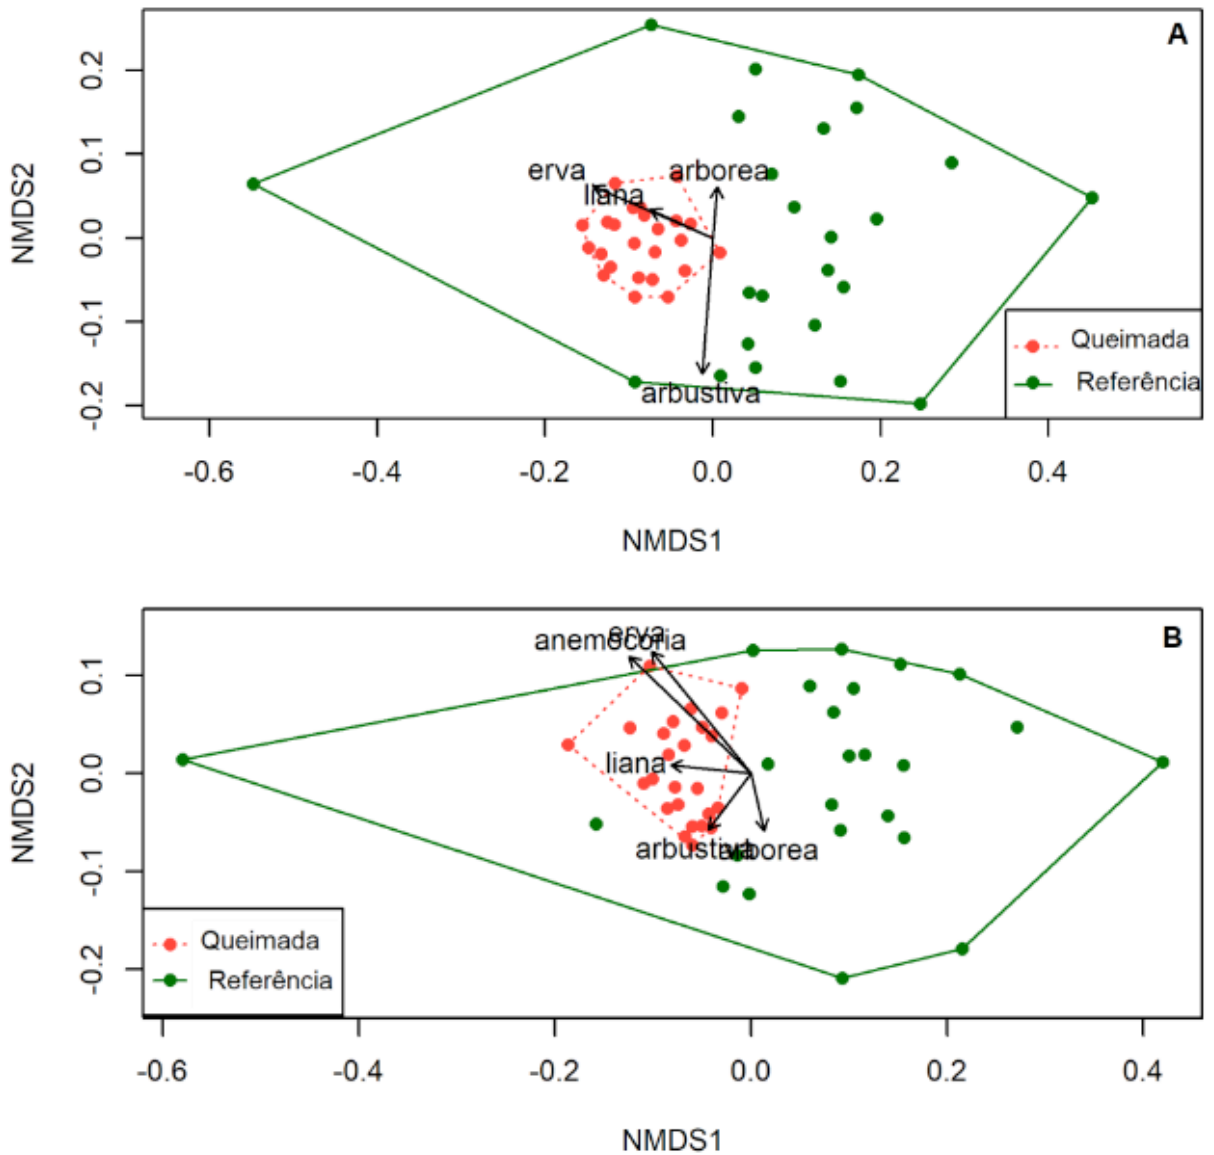 A
0.2
0.1
0.0
-0.1
-0.2
NMDS2
erva
liana
arborea
arbustiva
Queimada
Referência
-0.6 -0.4 -0.2 0.0 0.2 0.4
NMDS1
B
0.1
0.0
-0.1
-0.2
NMDS2
erva
anemocoria
liana
arbustiva
arborea
Queimada
Referência
-0.6 -0.4 -0.2 0.0 0.2 0.4
NMDS1